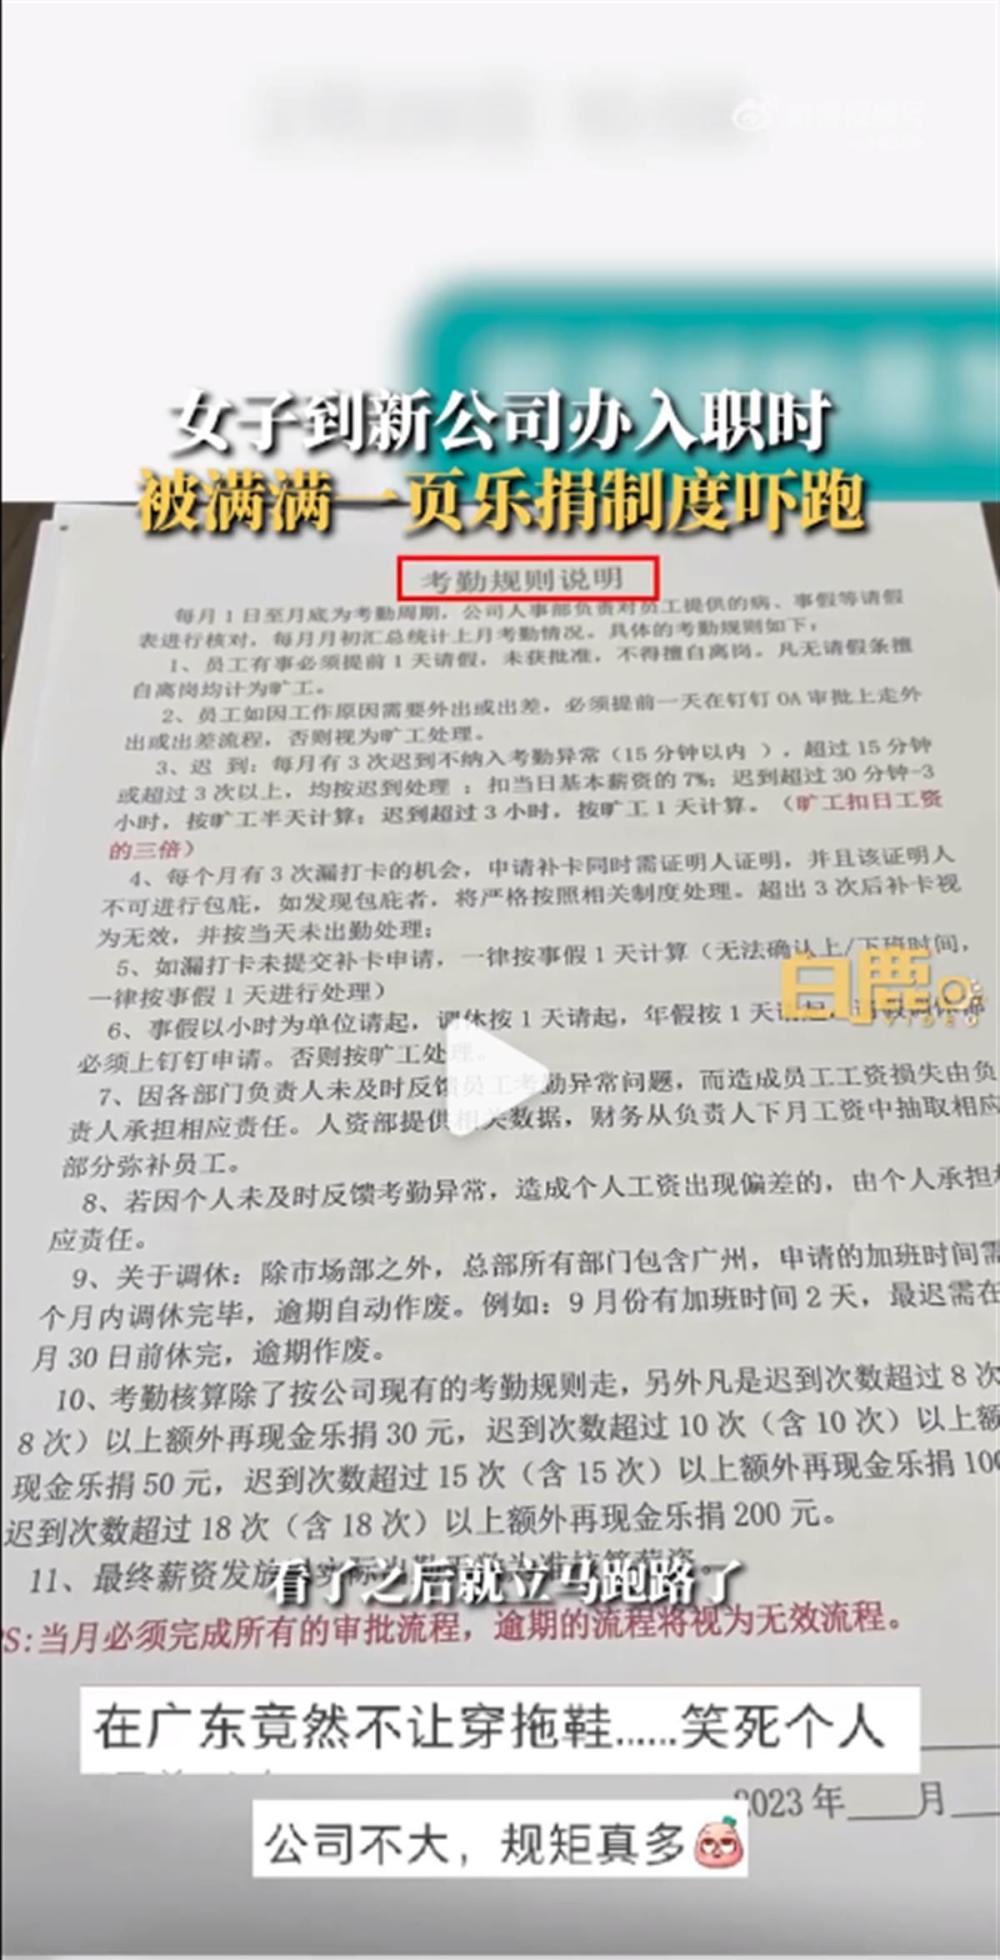 女子到新公司办入职时
被满满一页乐捐制度吓跑
考勤规则说明
每月1日至月底为考勤周期，公司人事部负责对员工提供的病、事假等请假
表进行核对，每月月初汇总统计上月考勤情况。具体的考勤规则如下：
1、员工有事必须提前1天请假，未获批准，不得擅自离岗。凡无请假条擅
自离岗均计为旷工。
2、员工如因工作原因需要外出或出差，必须提前一天在钉钉OA审批上走外
出或出差流程，否则视为旷工处理。
3、迟 到：每月有3次迟到不纳入考勤异常（15分钟以内 ），超过15分钟
或超过3次以上，均按迟到处理 ；扣当日基本薪资的7%；迟到超过30分钟-3
小时，按旷工半天计算；迟到超过3小时，按旷工1天计算。（旷工扣日工资
的三倍）
4、每个月有3次漏打卡的机会，申请补卡同时需证明人证明，并且该证明人
不可进行包庇，如发现包庇者，将严格按照相关制度处理。超出3次后补卡视
为无效，并按当天未出勤处理；
5、如漏打卡未提交补卡申请，一律按事假1天计算（无法确认上/下班时间，
一律按事假1天进行处理）
白鹿
VIDEO
6、事假以小时为单位请起，调休按1天请起，年假按1天请起
必须上钉钉申请。否则按旷工处理。
7、因各部门负责人未及时反馈员工考勤异常问题，而造成员工工资损失由负
责人承担相应责任。人资部提供相关数据，财务从负责人下月工资中抽取相应
部分弥补员工。
8、若因个人未及时反馈考勤异常，造成个人工资出现偏差的，由个人承担
应责任。
9、关于调休：除市场部之外，总部所有部门包含广州，申请的加班时间需
个月内调休完毕，逾期自动作废。例如：9月份有加班时间2天，最迟需在
月30日前休完，逾期作废。
10、考勤核算除了按公司现有的考勤规则走，另外凡是迟到次数超过8次
8次）以上额外再现金乐捐30元，迟到次数超过10次（含10次）以上额
现金乐捐50元，迟到次数超过15次（含15次）以上额外再现金乐捐100
迟到次数超过18次（含18次）以上额外再现金乐捐200元。
11、最终薪资发放
看了之后就立马跑路了
PS:当月必须完成所有的审批流程，逾期的流程将视为无效流程。
在广东竟然不让穿拖鞋......笑死个人
2023年____月
公司不大，规矩真多